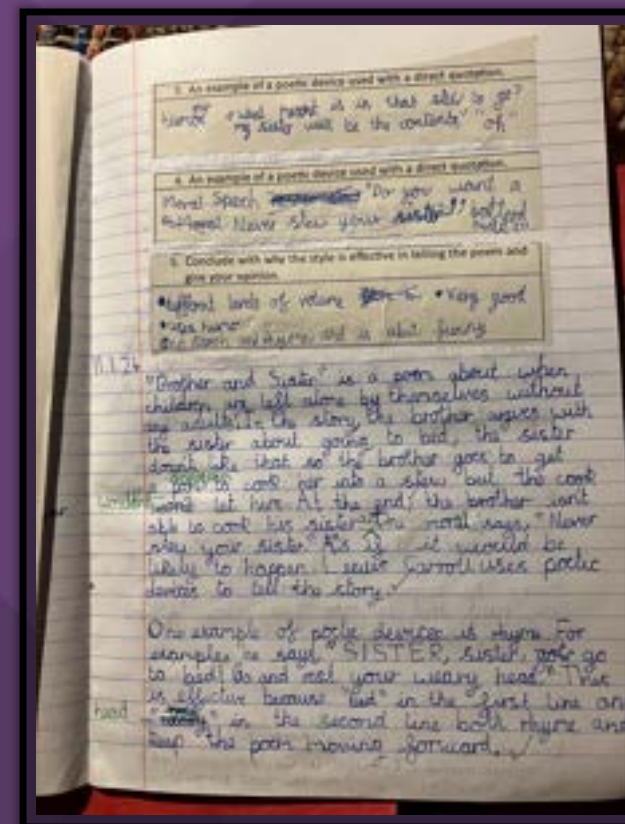 3. An example of a poetic device used with a direct quotation.
humor "what is in that stew to go?
my sister will be the contents" "oh"
4. An example of a poetic device used with a direct quotation.
Moral Speech "Do you want a
Moral Never stew your sister!
5. Conclude with why the style is effective in telling the poem and
give your opinion.
of volume • Very good
and is funny
"Brother and Sister" is a poem about when
children are left alone by themselves without
any adults. In the story, the brother argues with
the sister about going to bed, the sister
doesn't like that so the brother goes to get
a to cook her into a stew but the cook
wont let him. At the end, the brother isn't
able to cook his sister. The moral says, "Never
stew your sister" As if it would be
likely to happen. Lewis Carroll uses poetic
devices to tell the story.
One example of poetic devices is rhyme. For
example, he says "SISTER, sister, go
to bed! Go and rest your weary head." This
is effective because "bed" in the first line and
head
in the second line both rhyme and
keep the poem moving forward.